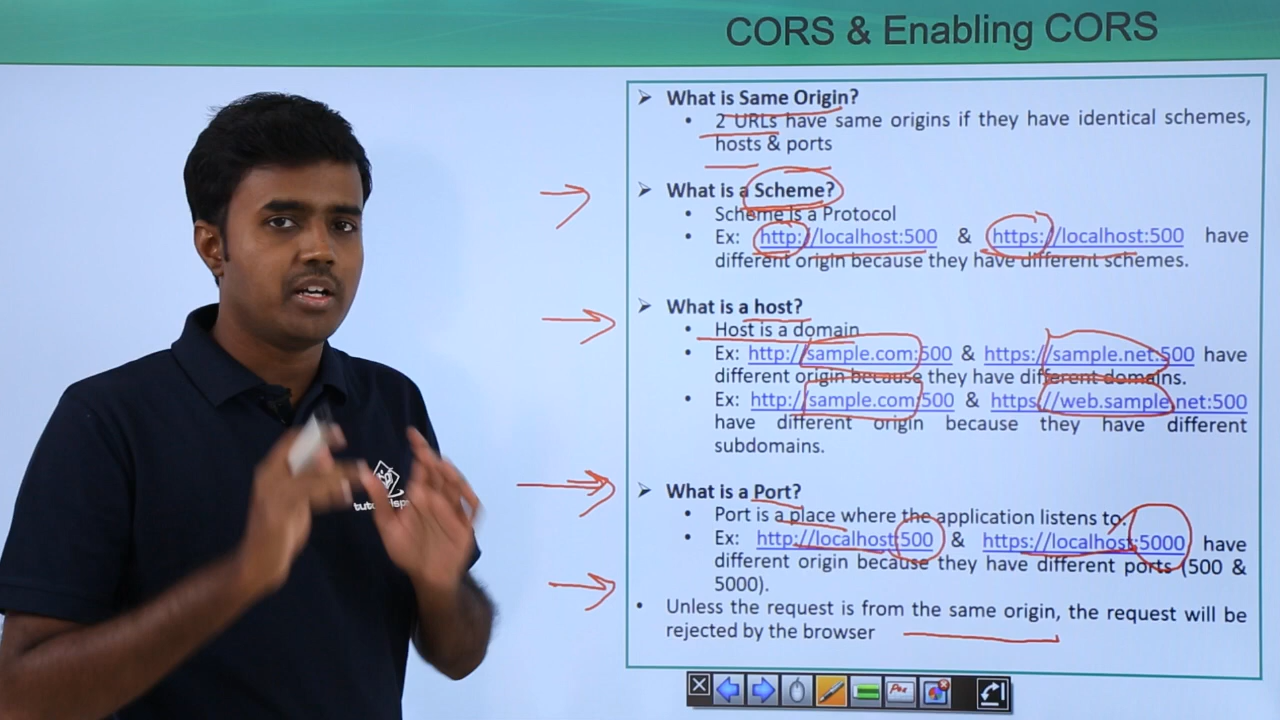 CORS & Enabling CORS
What is Same Origin?
2 URLs have same origins if they have identical schemes,
hosts & ports
What is a Scheme?
Scheme is a Protocol
Ex: http://localhost:500 & https://localhost:500 have
different origin because they have different schemes.
What is a host?
Host is a domain
Ex: http://sample.com:500 & https://sample.net:500 have
different origin because they have different domains.
Ex: http://sample.com:500 & https://web.sample.net:500
have different origin because they have different
subdomains.
What is a Port?
Port is a place where the application listens to.
Ex: http://localhost:500 & https://localhost:5000 have
different origin because they have different ports (500 &
5000).
Unless the request is from the same origin, the request will be
rejected by the browser